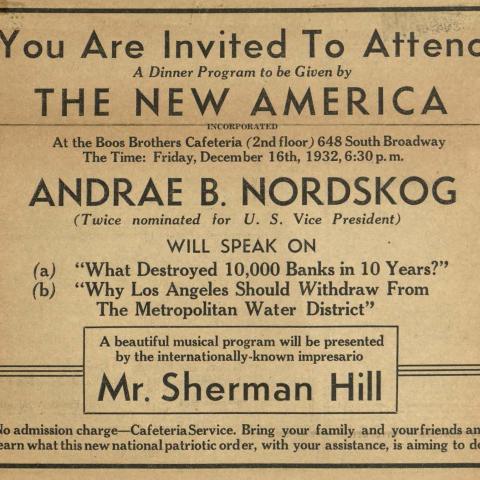 You Are Invited To Attend
A Dinner Program to be Given by
THE NEW AMERICA
INCORPORATED
At the Boos Brothers Cafeteria (2nd floor) 648 South Broadway
The Time: Friday, December 16th, 1932, 6:30 p. m.
ANDRAE B. NORDSKOG
(Twice nominated for U. S. Vice President)
WILL SPEAK ON
(a) "What Destroyed 10,000 Banks in 10 Years?"
(b) "Why Los Angeles Should Withdraw From
The Metropolitan Water District"
A beautiful musical program will be presented
by the internationally-known impresario
Mr. Sherman Hill
No admission charge—Cafeteria Service. Bring your family and your friends an
earn what this new national patriotic order, with your assistance, is aiming to do